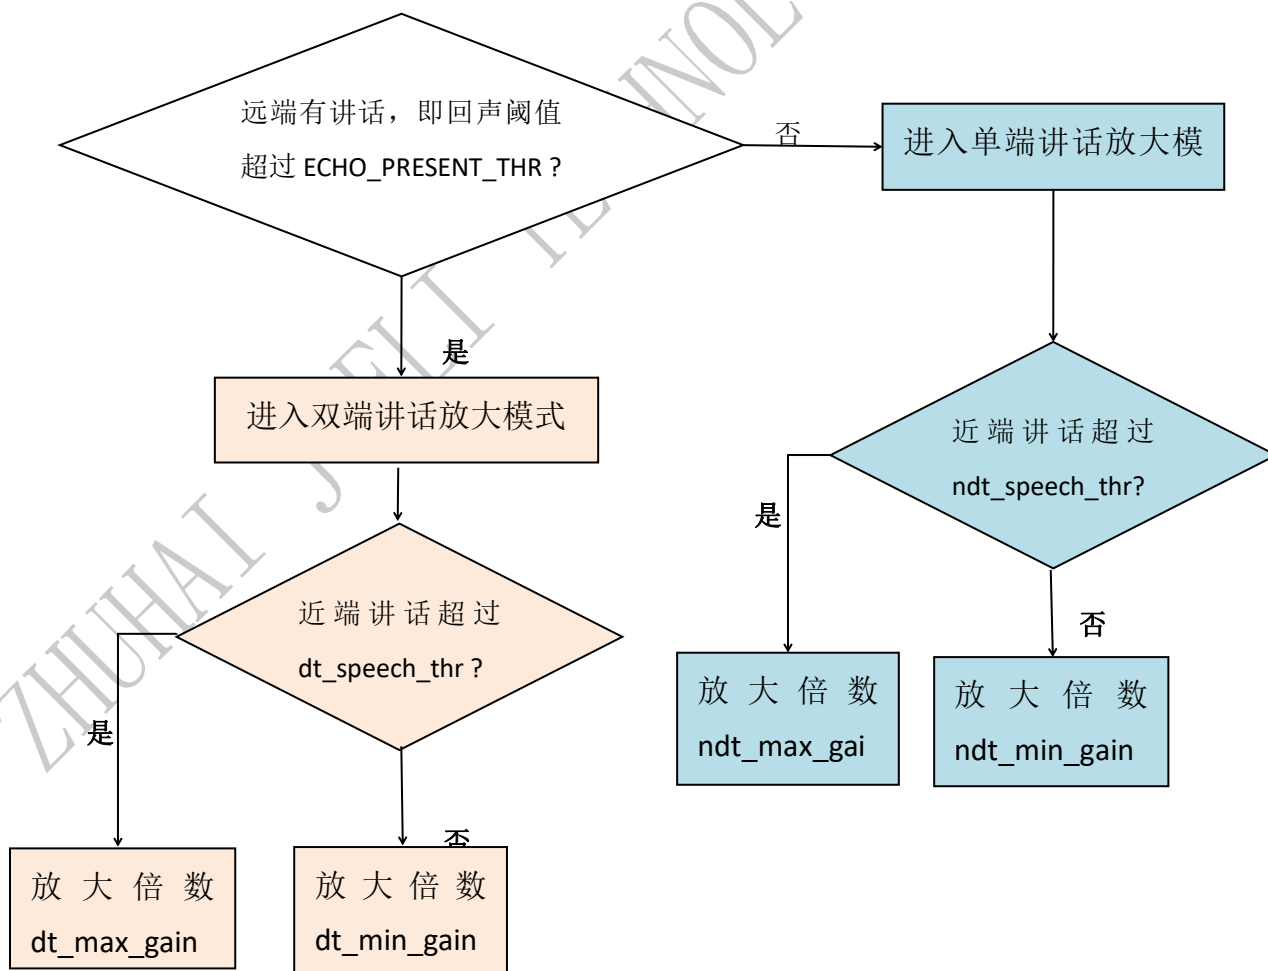 远端有讲话，即回声阈值
超过 ECHO_PRESENT_THR ?
否
进入单端讲话放大模
是
进入双端讲话放大模式
近端讲话超过
ndt_speech_thr?
是
近端讲话超过
dt_speech_thr ?
否
放大倍数
ndt_max_gai
放大倍数
ndt_min_gain
是
否
放大倍数
dt_max_gain
放大倍数
dt_min_gain
ZHUHAI